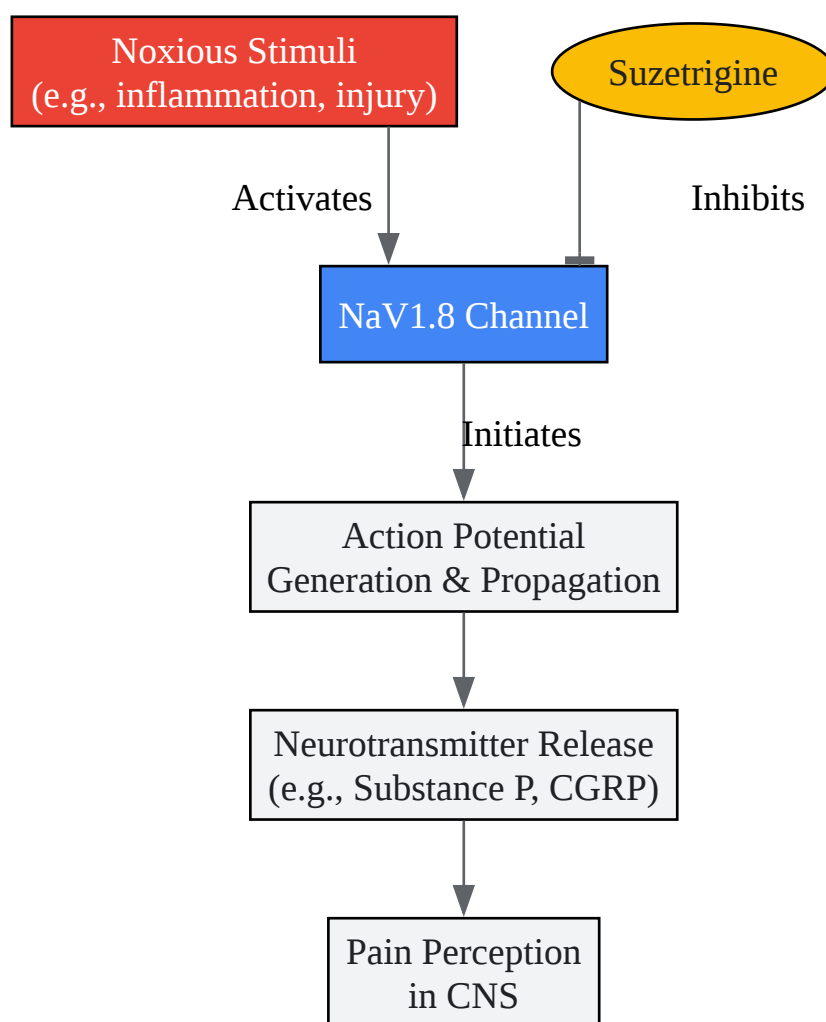 Noxious Stimuli
(e.g., inflammation, injury)
Suzetrigine
Activates
Inhibits
NaV1.8 Channel
Initiates
Action Potential
Generation & Propagation
Neurotransmitter Release
(e.g., Substance P, CGRP)
Pain Perception
in CNS